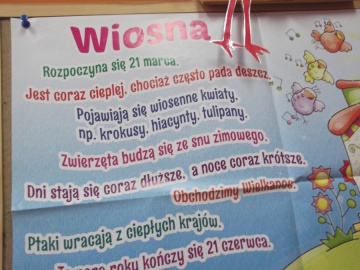 Wiosna
Rozpoczyna się 21 marca.
Jest coraz cieplej, chociaż często pada deszcz.
Pojawiają się wiosenne kwiaty,
np. krokusy, hiacynty, tulipany.
Zwierzęta budzą się ze snu zimowego.
Dni stają się coraz dłuższe, a noce coraz krótsze.
Obchodzimy Wielkanoc.
Ptaki wracają z ciepłych krajów.
Ta pora roku kończy się 21 czerwca.